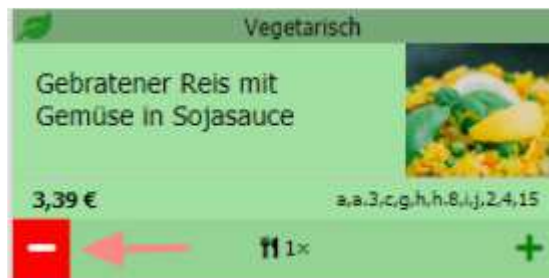 Vegetarisch
Gebratener Reis mit
Gemüse in Sojasauce
3,39 €
a,a.3,c,g,h,h.8,i,j,2,4,15
1×